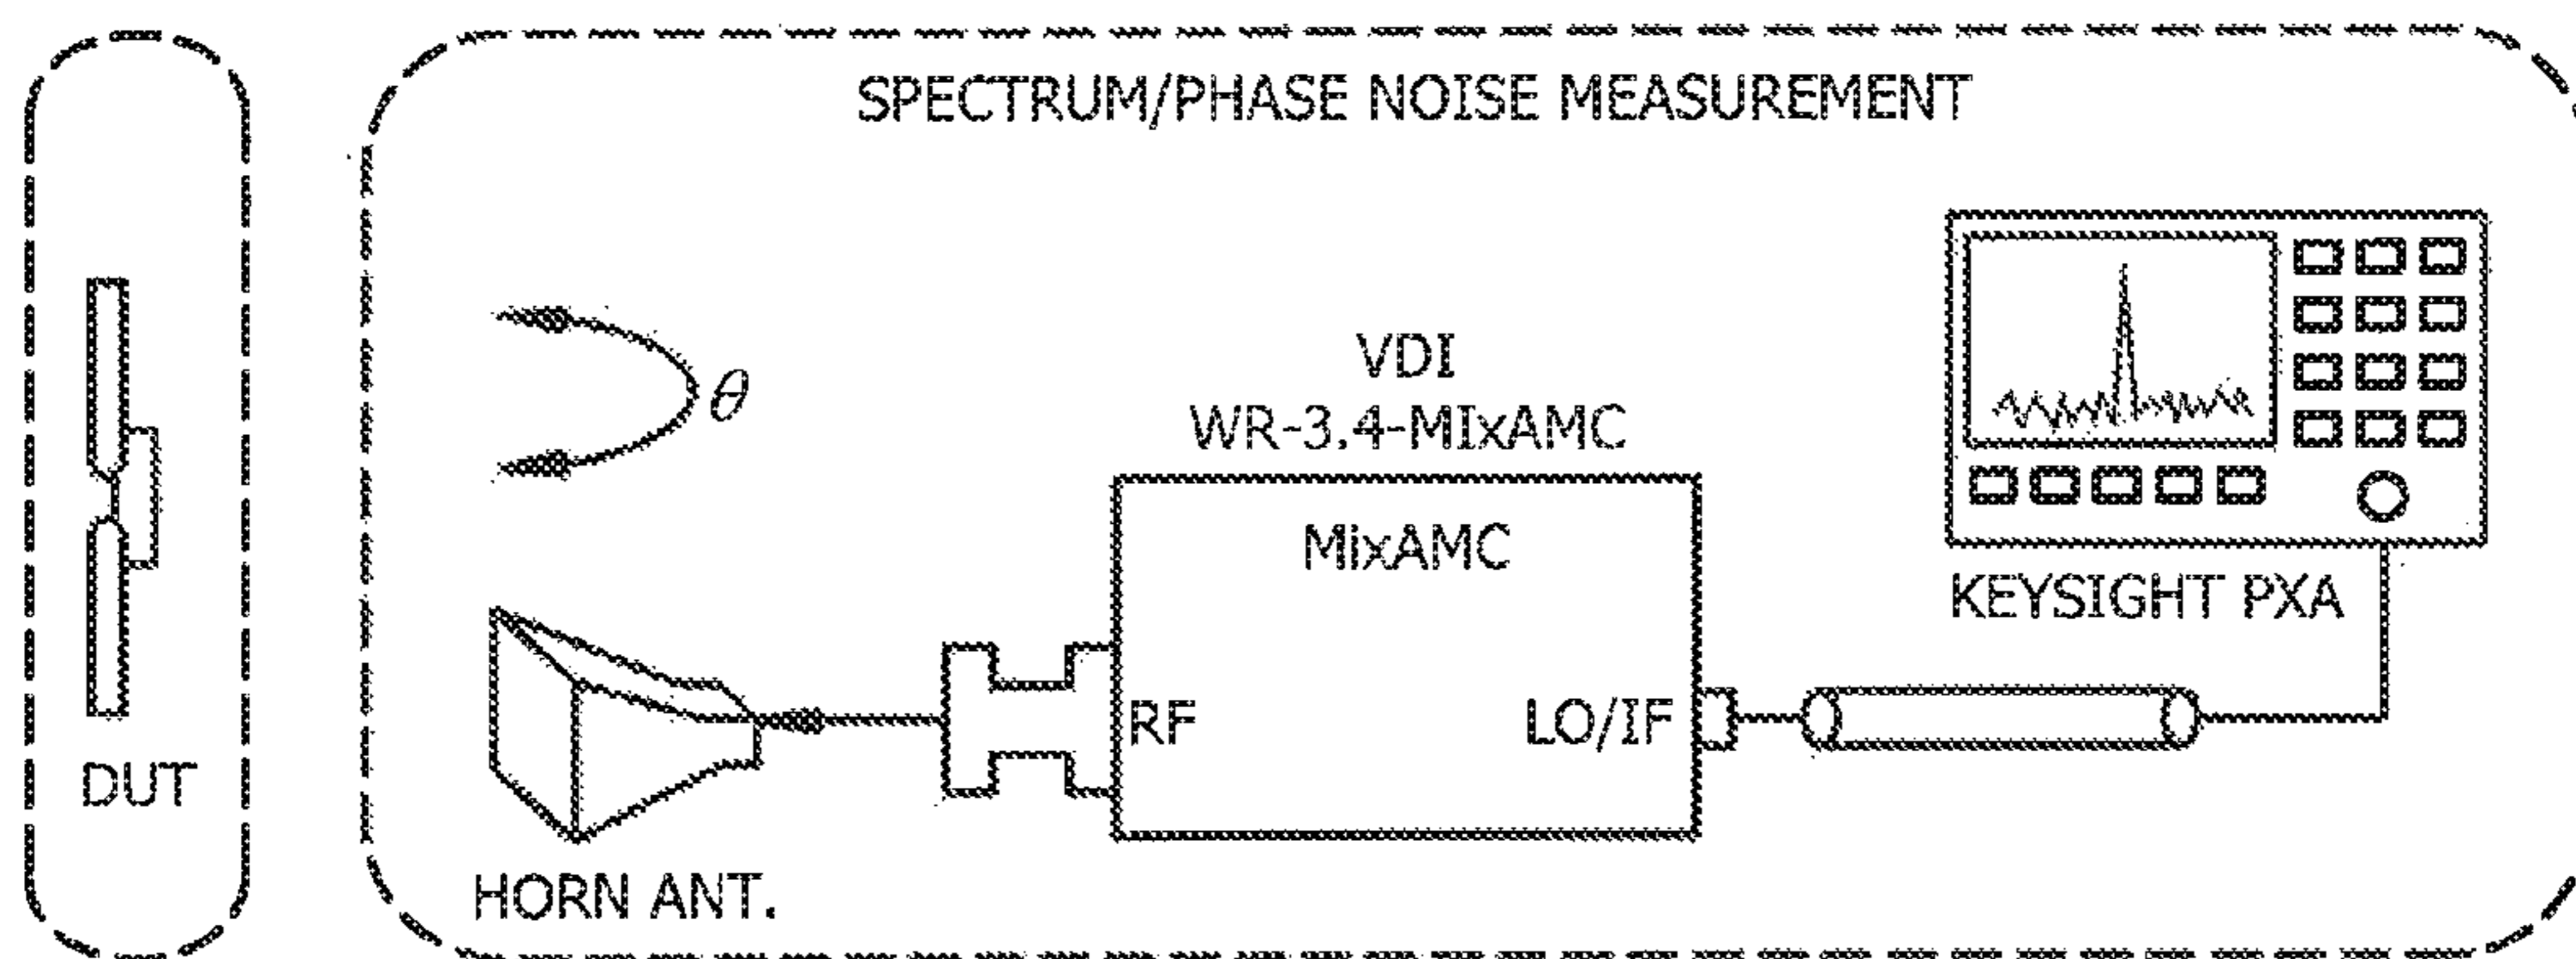 SPECTRUM/PHASE NOISE MEASUREMENT
θ
VDI
WR-3.4-MIxAMC
MixAMC
KEYSIGHT PXA
RF
LO/IF
DUT
HORN ANT.